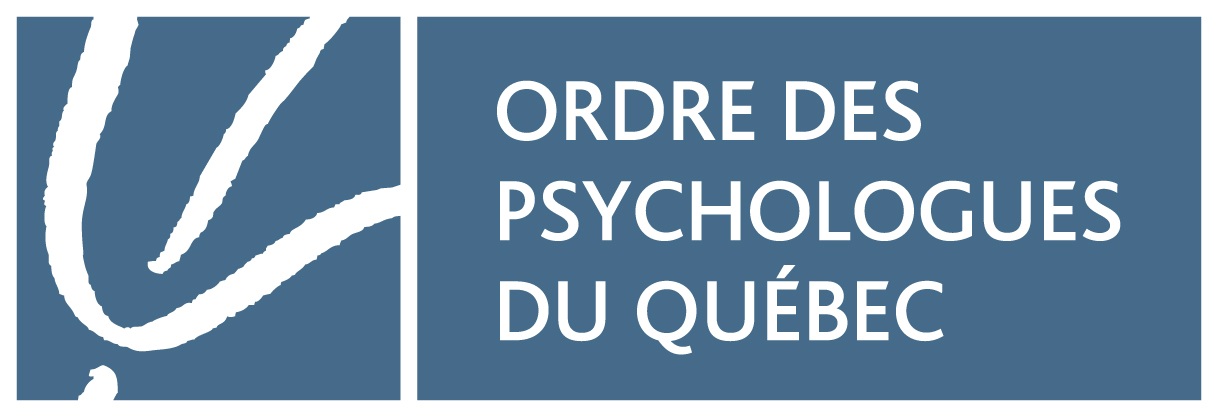 ORDRE DES
PSYCHOLOGUES
DU QUÉBEC